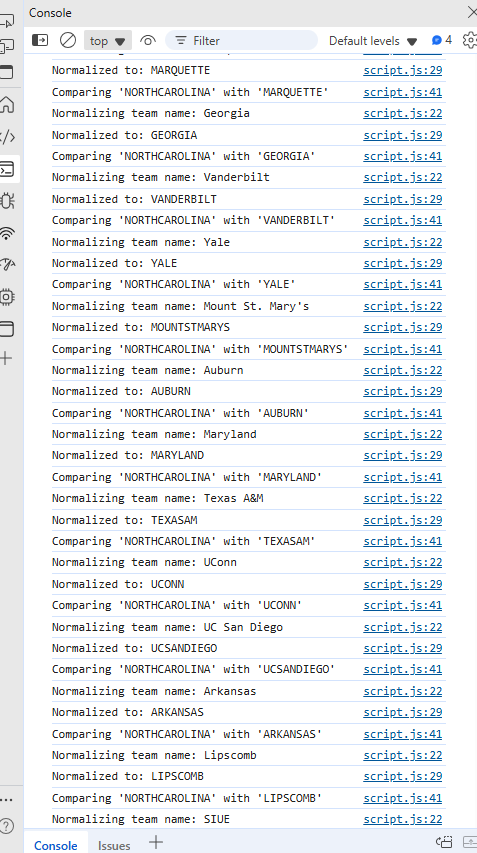 Console
top ▼ Filter Default levels ▼ 4
Normalized to: MARQUETTE script.js:29
Comparing 'NORTHCAROLINA' with 'MARQUETTE' script.js:41
Normalizing team name: Georgia script.js:22
Normalized to: GEORGIA script.js:29
Comparing 'NORTHCAROLINA' with 'GEORGIA' script.js:41
Normalizing team name: Vanderbilt script.js:22
Normalized to: VANDERBILT script.js:29
Comparing 'NORTHCAROLINA' with 'VANDERBILT' script.js:41
Normalizing team name: Yale script.js:22
Normalized to: YALE script.js:29
Comparing 'NORTHCAROLINA' with 'YALE' script.js:41
Normalizing team name: Mount St. Mary's script.js:22
Normalized to: MOUNTSTMARYS script.js:29
Comparing 'NORTHCAROLINA' with 'MOUNTSTMARYS' script.js:41
Normalizing team name: Auburn script.js:22
Normalized to: AUBURN script.js:29
Comparing 'NORTHCAROLINA' with 'AUBURN' script.js:41
Normalizing team name: Maryland script.js:22
Normalized to: MARYLAND script.js:29
Comparing 'NORTHCAROLINA' with 'MARYLAND' script.js:41
Normalizing team name: Texas A&M script.js:22
Normalized to: TEXASAM script.js:29
Comparing 'NORTHCAROLINA' with 'TEXASAM' script.js:41
Normalizing team name: UConn script.js:22
Normalized to: UCONN script.js:29
Comparing 'NORTHCAROLINA' with 'UCONN' script.js:41
Normalizing team name: UC San Diego script.js:22
Normalized to: UCSANDIEGO script.js:29
Comparing 'NORTHCAROLINA' with 'UCSANDIEGO' script.js:41
Normalizing team name: Arkansas script.js:22
Normalized to: ARKANSAS script.js:29
Comparing 'NORTHCAROLINA' with 'ARKANSAS' script.js:41
Normalizing team name: Lipscomb script.js:22
Normalized to: LIPSCOMB script.js:29
Comparing 'NORTHCAROLINA' with 'LIPSCOMB' script.js:41
Normalizing team name: SIUE script.js:22
Console Issues